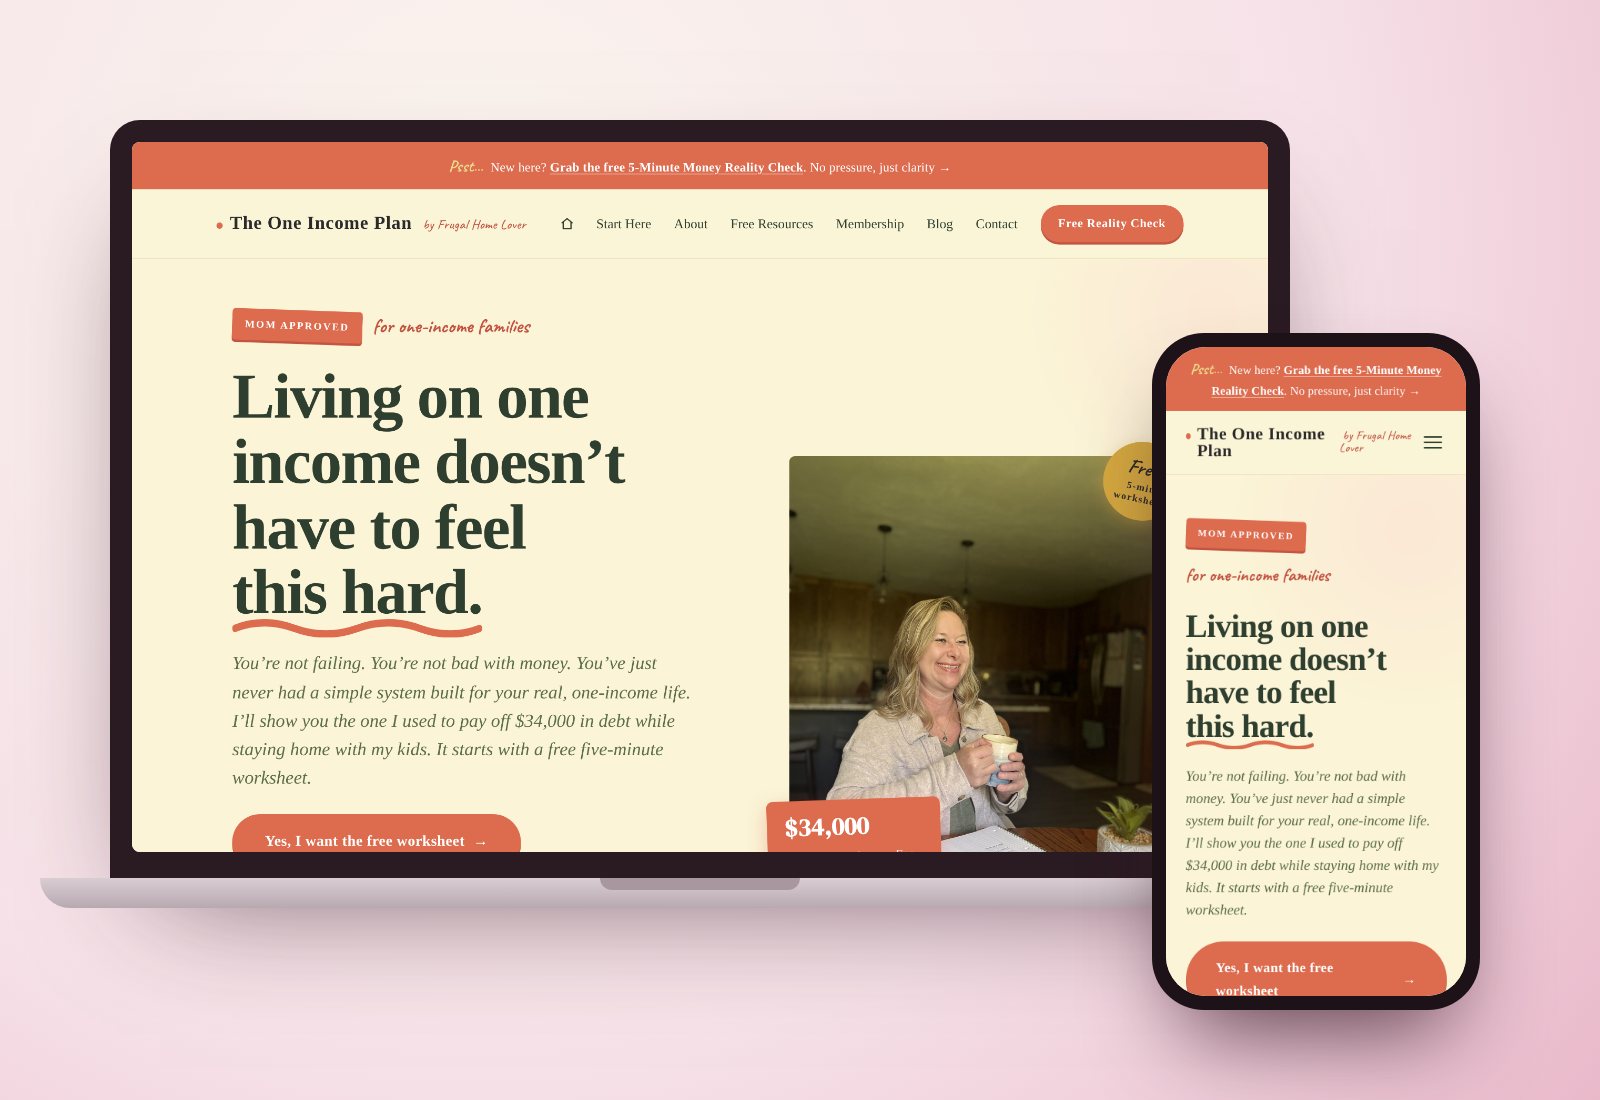 Psst... New here? Grab the free 5-Minute Money Reality Check. No pressure, just clarity →
The One Income Plan by Frugal Home Lover Start Here About Free Resources Membership Blog Contact Free Reality Check
MOM APPROVED for one-income families
Living on one
income doesn’t
have to feel
this hard.
You’re not failing. You’re not bad with money. You’ve just
never had a simple system built for your real, one-income life.
I’ll show you the one I used to pay off $34,000 in debt while
staying home with my kids. It starts with a free five-minute
worksheet.
Yes, I want the free worksheet →
$34,000
Psst... New here? Grab the free 5-Minute Money
Reality Check. No pressure, just clarity →
The One Income
Plan
by Frugal Home
Lover
MOM APPROVED
for one-income families
Living on one
income doesn’t
have to feel
this hard.
You’re not failing. You’re not bad with
money. You’ve just never had a simple
system built for your real, one-income life.
I’ll show you the one I used to pay off
$34,000 in debt while staying home with my
kids. It starts with a free five-minute
worksheet.
Yes, I want the free
worksheet →